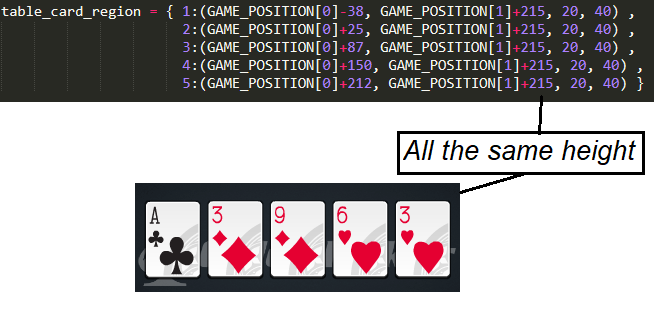 table_card_region = { 1:(GAME_POSITION[0]-38, GAME_POSITION[1]+215, 20, 40) ,
2:(GAME_POSITION[0]+25, GAME_POSITION[1]+215, 20, 40) ,
3:(GAME_POSITION[0]+87, GAME_POSITION[1]+215, 20, 40) ,
4:(GAME_POSITION[0]+150, GAME_POSITION[1]+215, 20, 40) ,
5:(GAME_POSITION[0]+212, GAME_POSITION[1]+215, 20, 40) }
All the same height
A 3 9 6 3